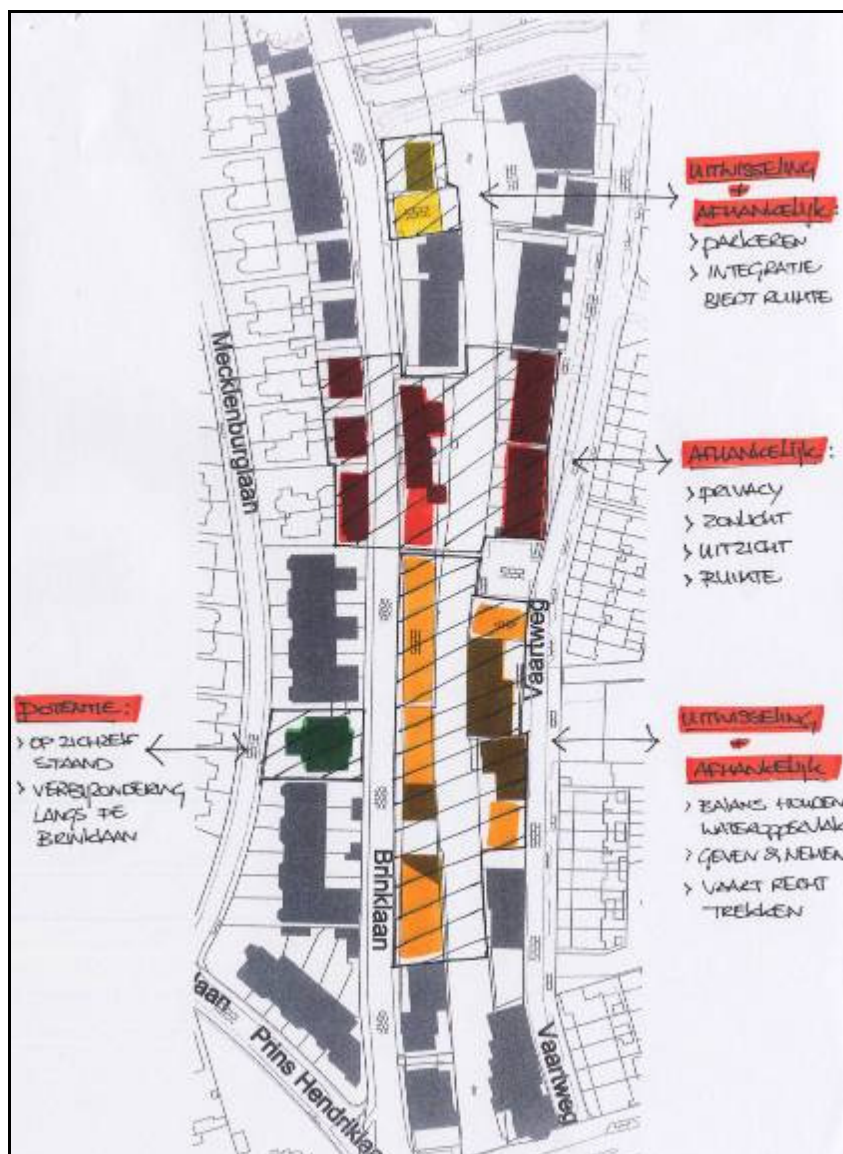 UITWISSELING
+
AFHANKELIJK:
> PARKEREN
> INTEGRATIE
BIEDT RUIMTE
Mecklenburglaan
AFHANKELIJK:
> PRIVACY
> ZONLICHT
> UITZICHT
> RUIMTE
Vaartweg
POTENTIE:
> OP ZICHZELF
STAAND
> VERBIJZONDERING
LANGS DE
BRINKLAAN
UITWISSELING
+
AFHANKELIJK
> BALANS HOUDEN
WATEROPPERVLAK
> GEVEN & NEMEN
> VAART RECHT
TREKKEN
Brinklaan
laan
Prins Hendriklaan
Vaartweg